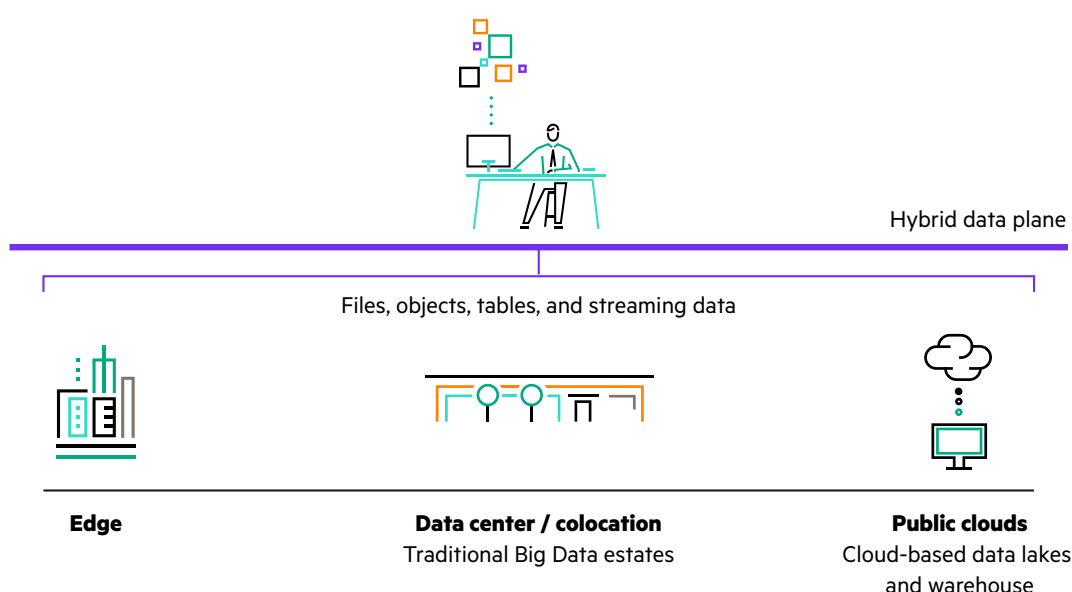 Hybrid data plane
Files, objects, tables, and streaming data
Edge
Data center / colocation
Traditional Big Data estates
Public clouds
Cloud-based data lakes
and warehouse